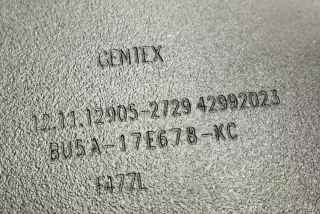 GENTEX
12.11.12905-2729 42992023
BU5A-17E678-KC
F477L